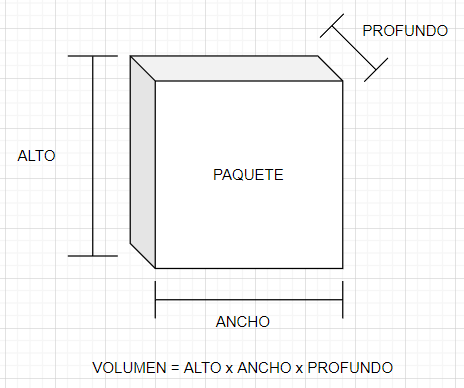 PROFUNDO
ALTO
PAQUETE
ANCHO
VOLUMEN = ALTO x ANCHO x PROFUNDO